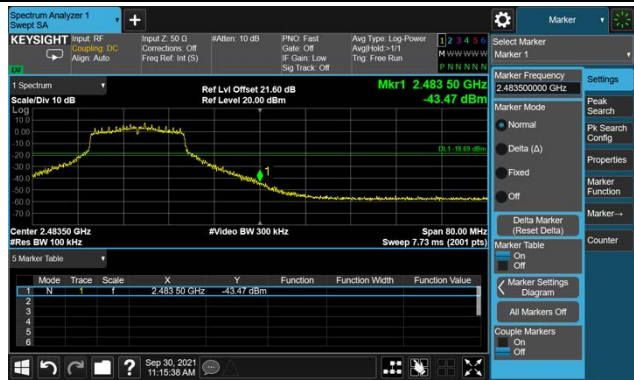 Spectrum Analyzer 1
Swept SA
Marker
KEYSIGHT
Input: RF
Coupling: DC
Align: Auto
Input Z: 50 Ω
Corrections: Off
Freq Ref: Int (S)
#Atten: 10 dB
PNO: Fast
Gate: Off
IF Gain: Low
Sig Track: Off
Avg Type: Log-Power
Avg|Hold:>1/1
Trig: Free Run
1 2 3 4 5 6
M W W W W W
P N N N N N
LXI
Select Marker
Marker 1
1 Spectrum
Scale/Div 10 dB
Log
Ref Lvl Offset 21.60 dB
Ref Level 20.00 dBm
Mkr1 2.483 50 GHz
-43.47 dBm
10.0
0.00
-10.0
-20.0
-30.0
-40.0
-50.0
-60.0
-70.0
DL1 -18.69 dBm
1
Center 2.48350 GHz
#Res BW 100 kHz
#Video BW 300 kHz
Span 80.00 MHz
Sweep 7.73 ms (2001 pts)
5 Marker Table
Mode Trace Scale X Y Function Function Width Function Value
1 N 1 f 2.483 50 GHz -43.47 dBm
2
3
4
5
6
Marker Frequency
2.483500000 GHz
Marker Mode
Normal
Delta (Δ)
Fixed
Off
Delta Marker
(Reset Delta)
Marker Table
On
Off
Marker Settings
Diagram
All Markers Off
Couple Markers
On
Off
Settings
Peak
Search
Pk Search
Config
Properties
Marker
Function
Marker→
Counter
Sep 30, 2021
11:15:38 AM